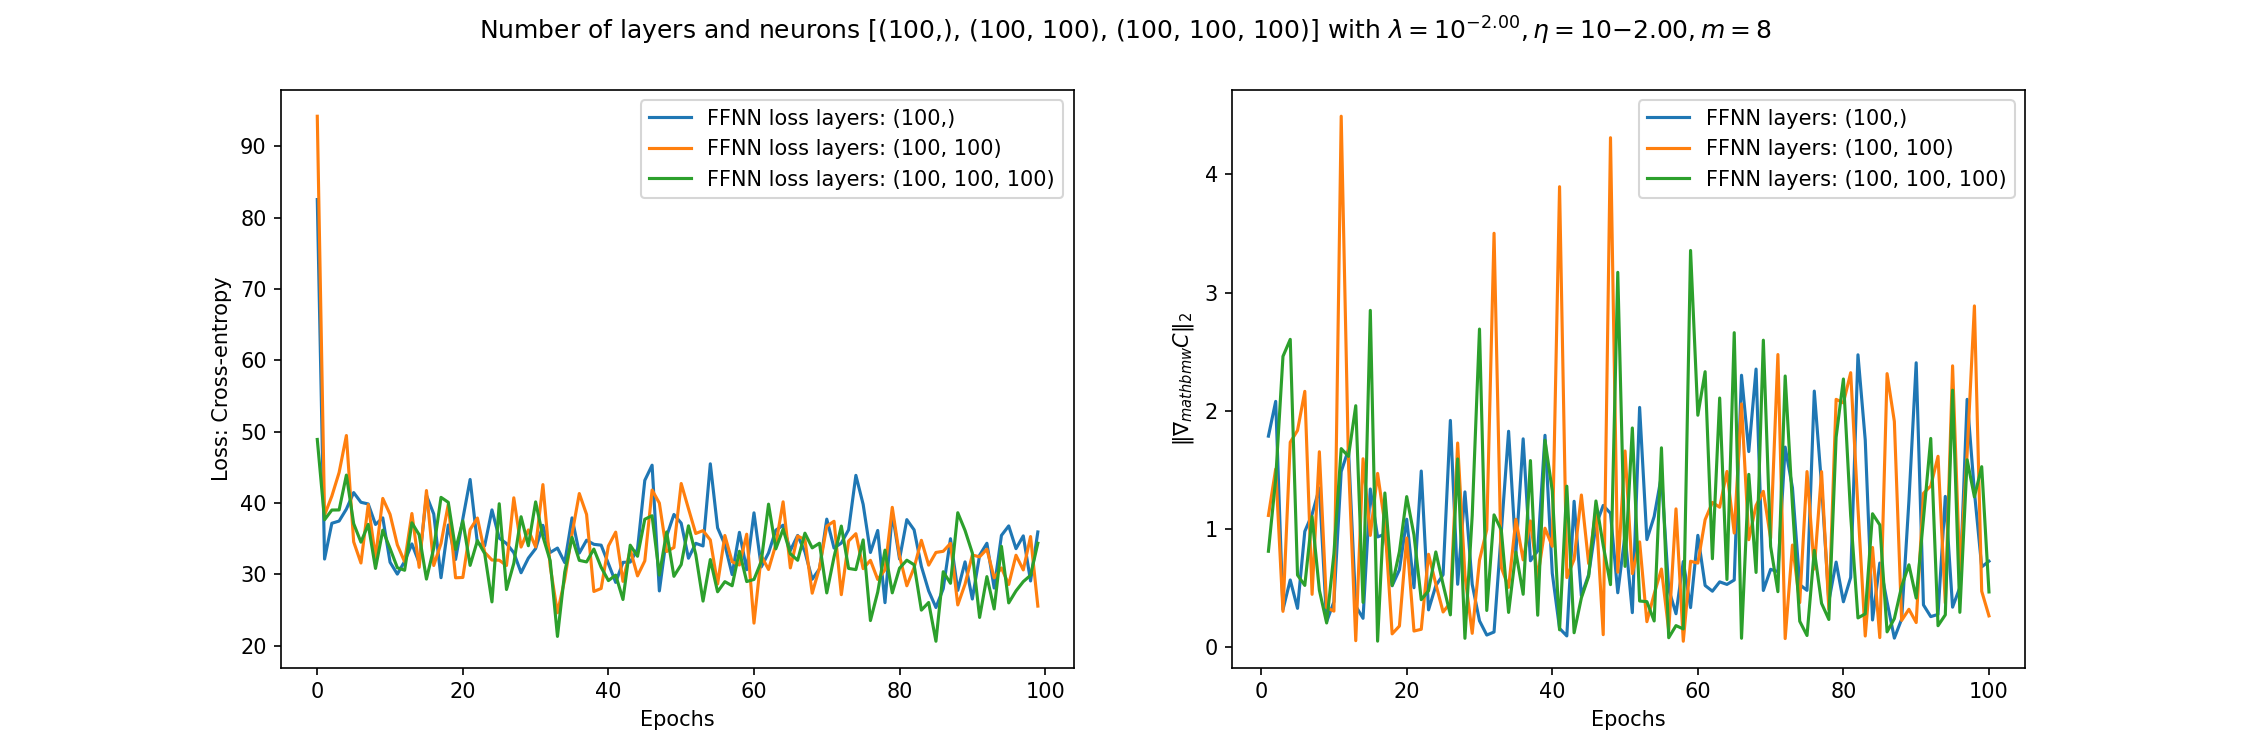 Number of layers and neurons [(100,), (100, 100), (100, 100, 100)] with λ = 10^{−2.00}, η = 10−2.00, m = 8
FFNN loss layers: (100,)
FFNN loss layers: (100, 100)
FFNN loss layers: (100, 100, 100)
90
80
70
60
50
40
30
20
Loss: Cross-entropy
0 20 40 60 80 100
Epochs
FFNN layers: (100,)
FFNN layers: (100, 100)
FFNN layers: (100, 100, 100)
4
3
2
1
0
‖∇_{mathbmw}C‖₂
0 20 40 60 80 100
Epochs